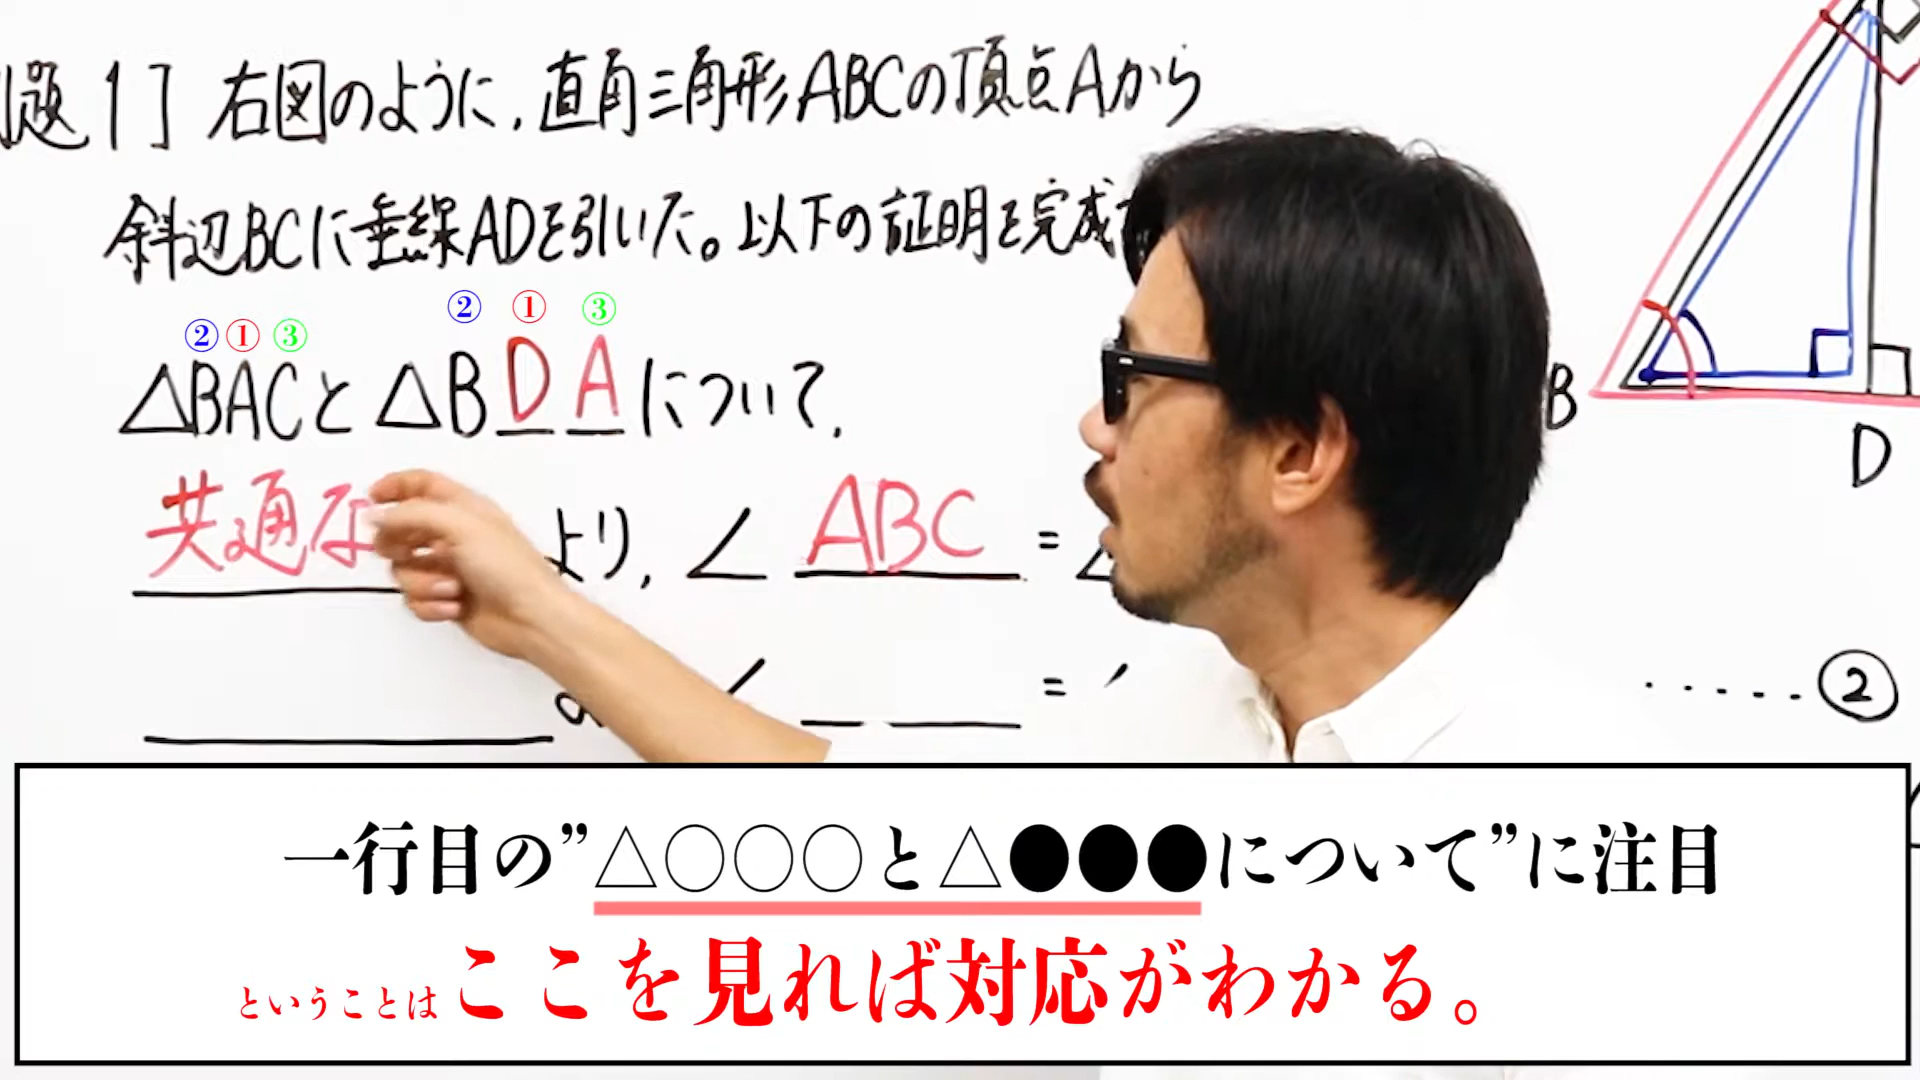 題1] 右図のように,直角三角形ABCの頂点Aから
斜辺BCに垂線ADを引いた。以下の証明を完成
② ① ③ ② ① ③
△BACと△BDAについて,
共通な より,∠ABC =
∠ = ..... ②
B
D
一行目の”△○○○と△●●●について”に注目
ということはここを見れば対応がわかる。